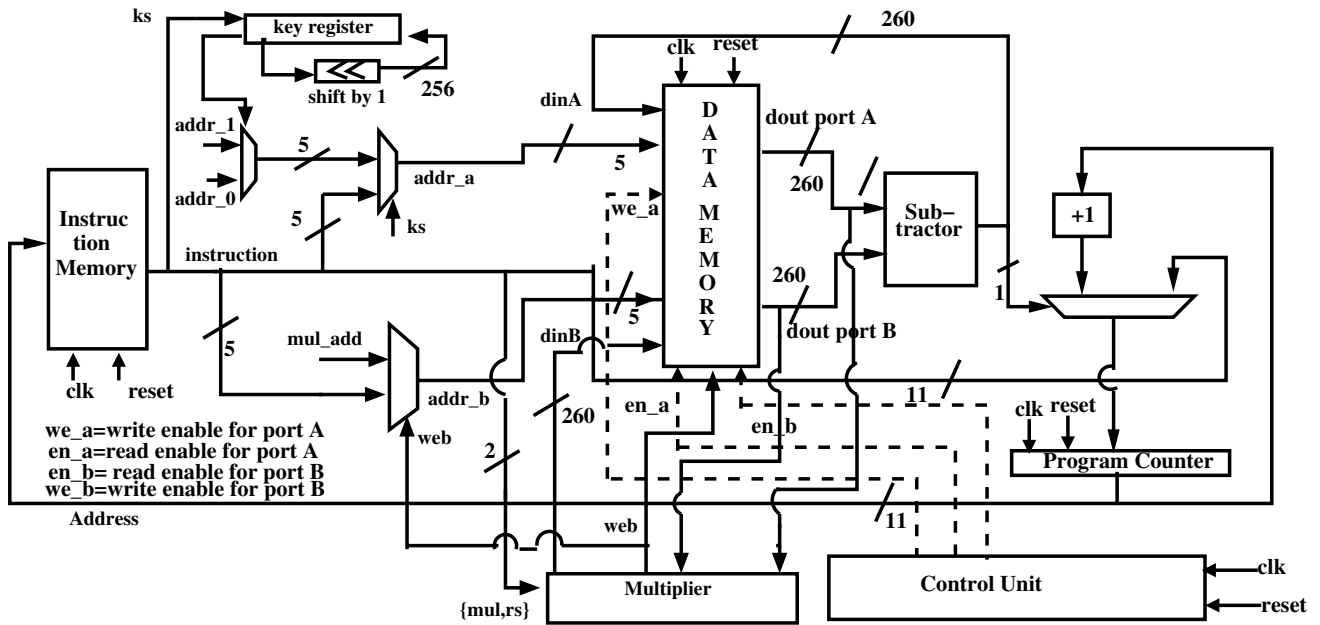 ks
key register
shift by 1
256
260
clk
reset
addr_1
addr_0
5
5
addr_a
ks
dinA
5
we_a
D
A
T
A
M
E
M
O
R
Y
dout port A
260
Sub−
tractor
+1
1
Instruc
tion
Memory
instruction
clk
reset
5
mul_add
addr_b
web
5
dinB
260
dout port B
260
en_a
en_b
11
clk
reset
Program Counter
we_a=write enable for port A
en_a=read enable for port A
en_b= read enable for port B
we_b=write enable for port B
Address
2
11
web
{mul,rs}
Multiplier
Control Unit
clk
reset